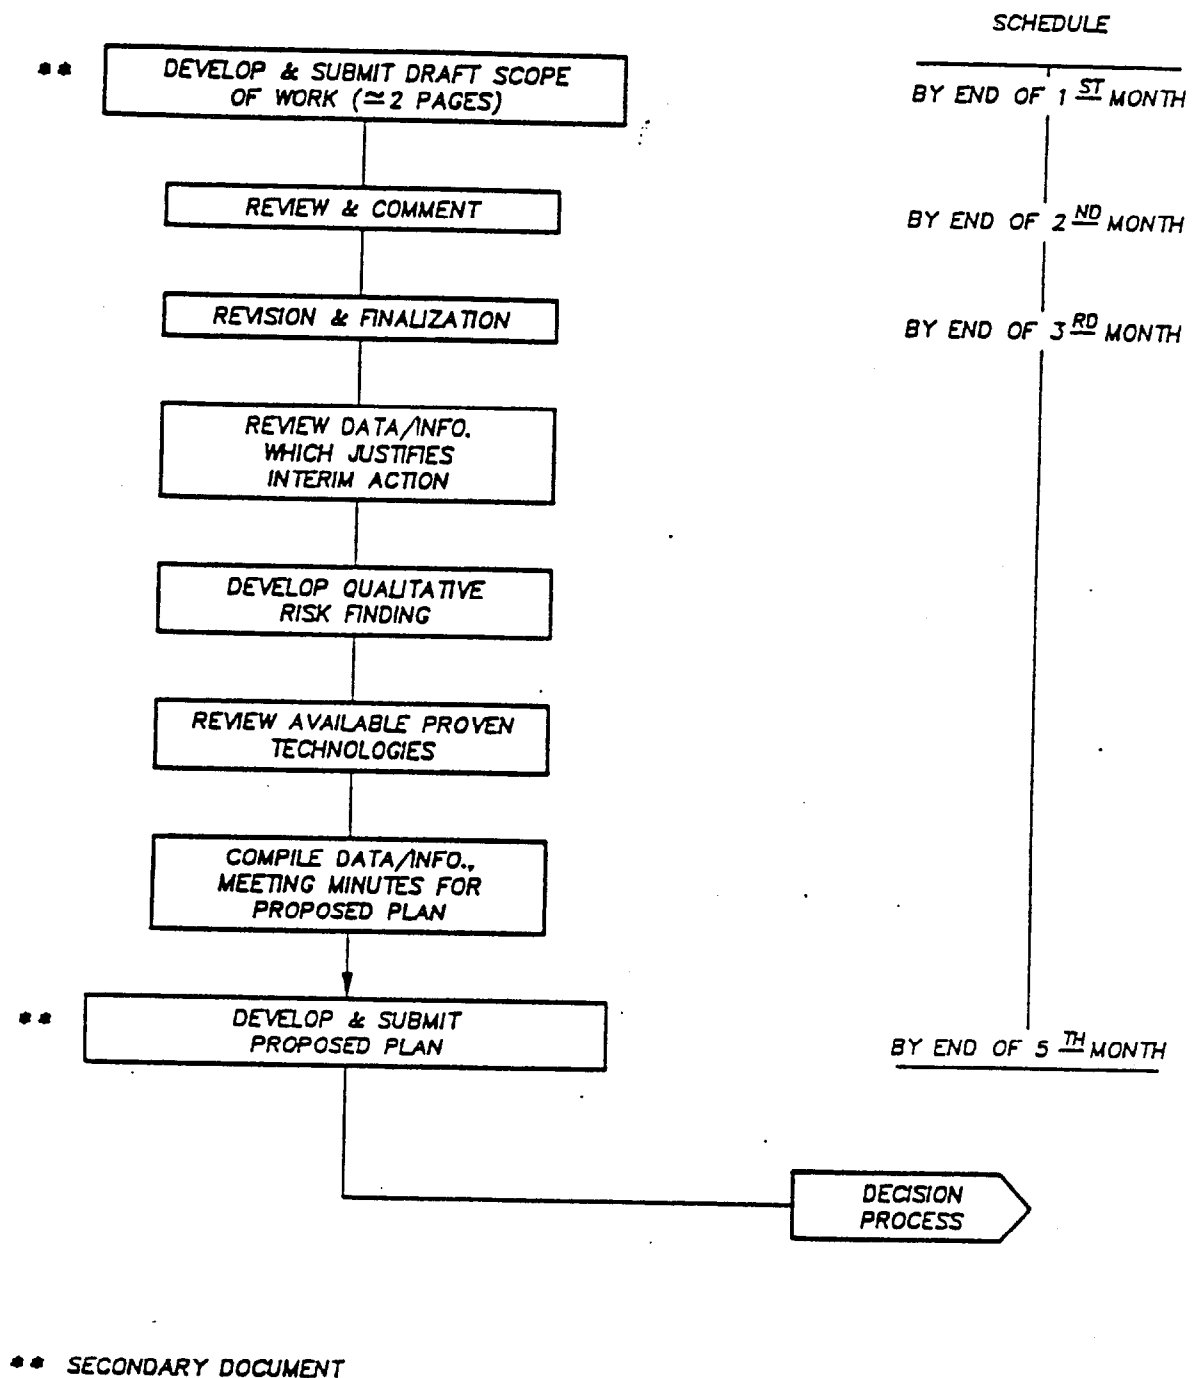 SCHEDULE
** DEVELOP & SUBMIT DRAFT SCOPE
OF WORK (≃2 PAGES)
BY END OF 1 ST MONTH
REVIEW & COMMENT
BY END OF 2 ND MONTH
REVISION & FINALIZATION
BY END OF 3 RD MONTH
REVIEW DATA/INFO.
WHICH JUSTIFIES
INTERIM ACTION
DEVELOP QUALITATIVE
RISK FINDING
REVIEW AVAILABLE PROVEN
TECHNOLOGIES
COMPILE DATA/INFO.,
MEETING MINUTES FOR
PROPOSED PLAN
** DEVELOP & SUBMIT
PROPOSED PLAN
BY END OF 5 TH MONTH
DECISION
PROCESS
** SECONDARY DOCUMENT